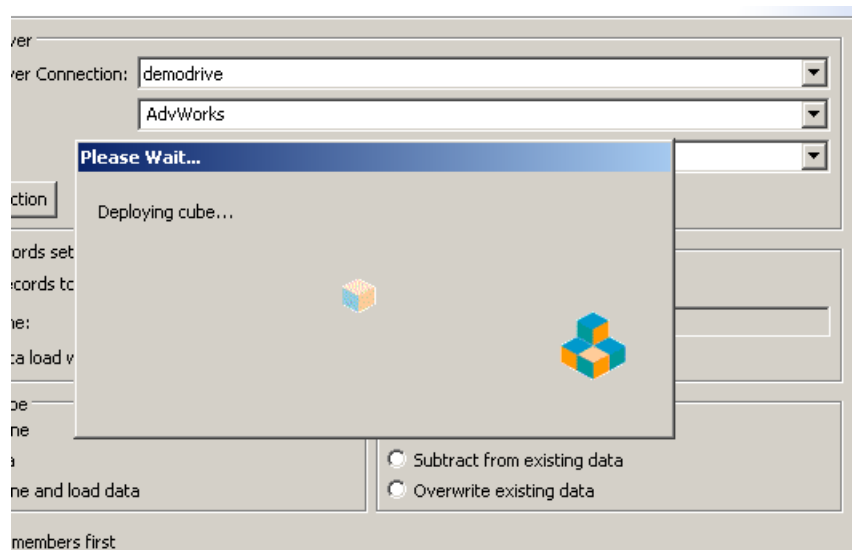 ver
ver Connection: demodrive
AdvWorks
Please Wait...
ction
Deploying cube...
ords set
ecords to
ne:
ta load w
pe
ne
a
Subtract from existing data
ne and load data
Overwrite existing data
members first